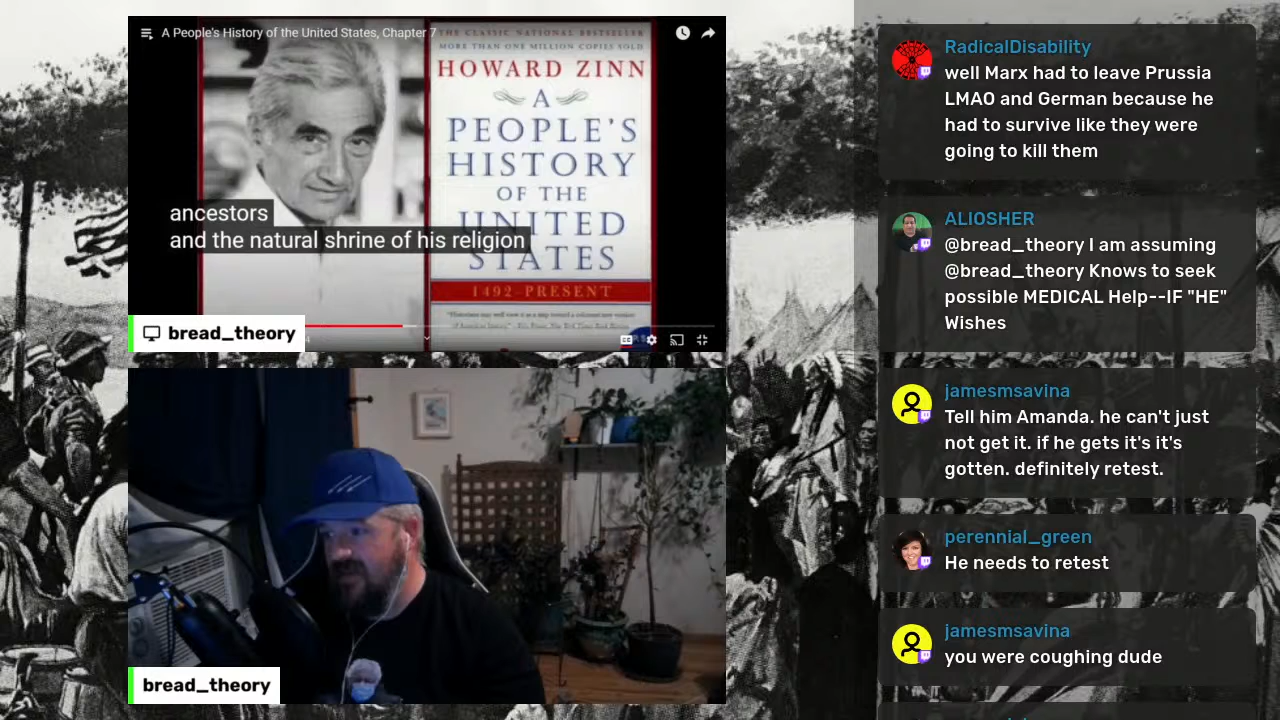 A People's History of the United States, Chapter 7
THE CLASSIC NATIONAL BESTSELLER
MORE THAN ONE MILLION COPIES SOLD
HOWARD ZINN
A
PEOPLE'S
HISTORY
OF THE
UNITED
STATES
1492–PRESENT
ancestors
and the natural shrine of his religion
bread_theory
bread_theory
RadicalDisability
well Marx had to leave Prussia
LMAO and German because he
had to survive like they were
going to kill them
ALIOSHER
@bread_theory I am assuming
@bread_theory Knows to seek
possible MEDICAL Help--IF "HE"
Wishes
jamesmsavina
Tell him Amanda. he can't just
not get it. if he gets it's it's
gotten. definitely retest.
perennial_green
He needs to retest
jamesmsavina
you were coughing dude